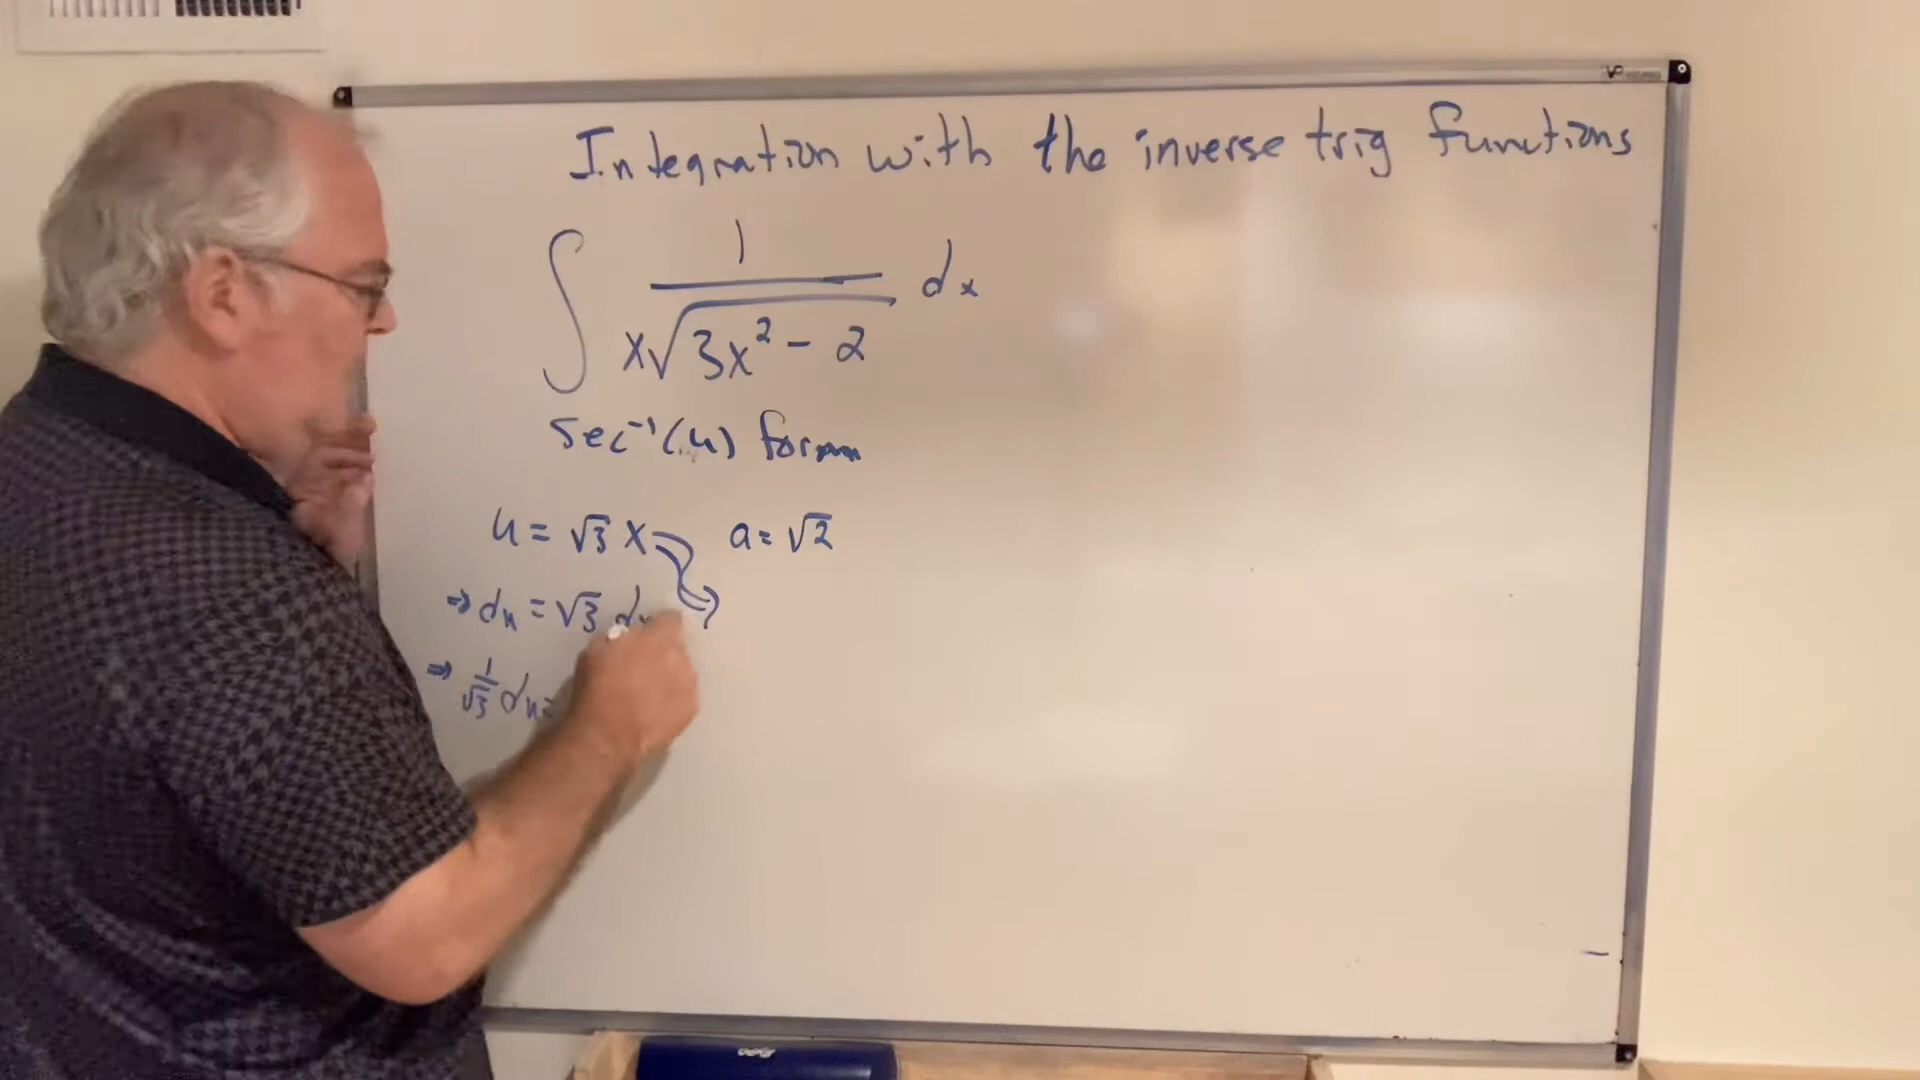 Integration with the inverse trig functions
∫ 1/(x√(3x² - 2)) dx
sec⁻¹(u) form
u = √3 x a = √2
⇒ du = √3 dx
⇒ 1/√3 du =